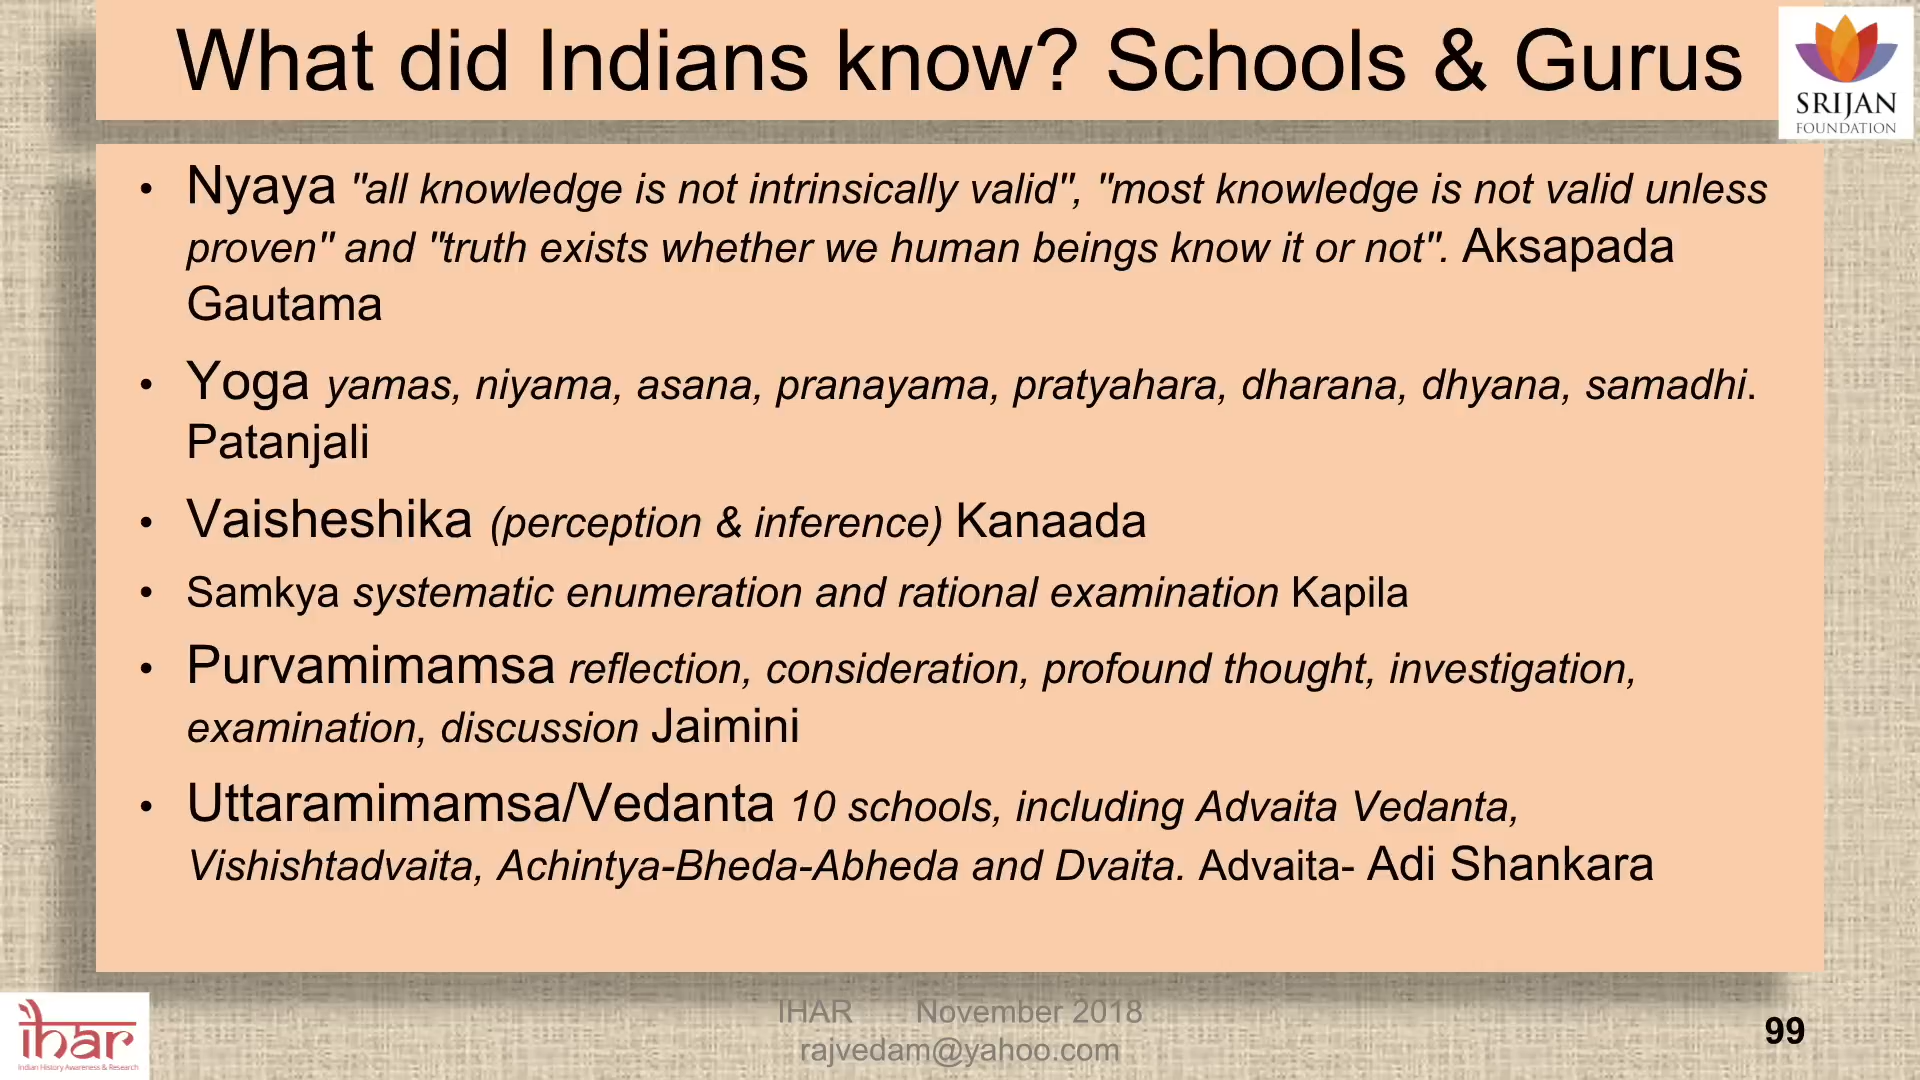 What did Indians know? Schools & Gurus
SRIJAN
FOUNDATION
• Nyaya "all knowledge is not intrinsically valid", "most knowledge is not valid unless
proven" and "truth exists whether we human beings know it or not". Aksapada
Gautama
• Yoga yamas, niyama, asana, pranayama, pratyahara, dharana, dhyana, samadhi.
Patanjali
• Vaisheshika (perception & inference) Kanaada
• Samkya systematic enumeration and rational examination Kapila
• Purvamimamsa reflection, consideration, profound thought, investigation,
examination, discussion Jaimini
• Uttaramimamsa/Vedanta 10 schools, including Advaita Vedanta,
Vishishtadvaita, Achintya-Bheda-Abheda and Dvaita. Advaita- Adi Shankara
ihar
Indian History Awareness & Research
IHAR November 2018
rajvedam@yahoo.com
99